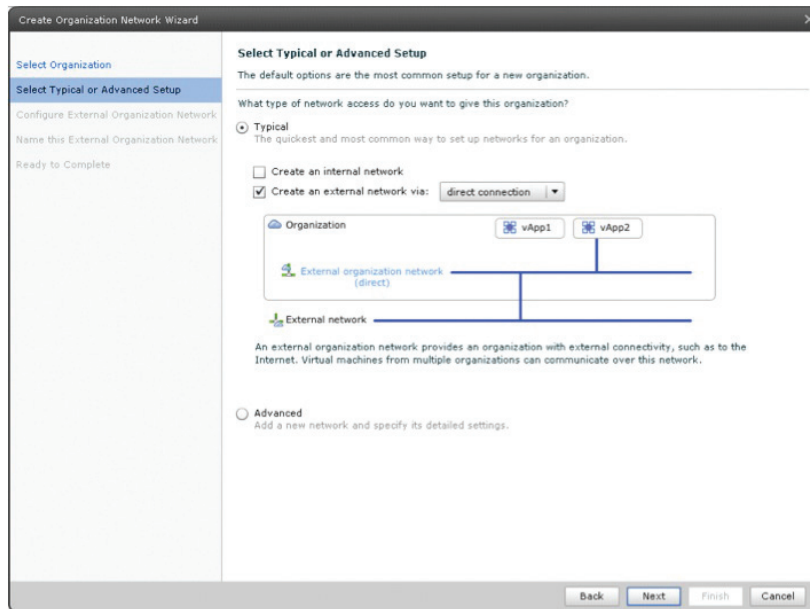 Create Organization Network Wizard
Select Organization
Select Typical or Advanced Setup
Configure External Organization Network
Name this External Organization Network
Ready to Complete
Select Typical or Advanced Setup
The default options are the most common setup for a new organization.
What type of network access do you want to give this organization?
Typical
The quickest and most common way to set up networks for an organization.
Create an internal network
Create an external network via: direct connection
Organization
vApp1
vApp2
External organization network
(direct)
External network
An external organization network provides an organization with external connectivity, such as to the
Internet. Virtual machines from multiple organizations can communicate over this network.
Advanced
Add a new network and specify its detailed settings.
Back
Next
Finish
Cancel